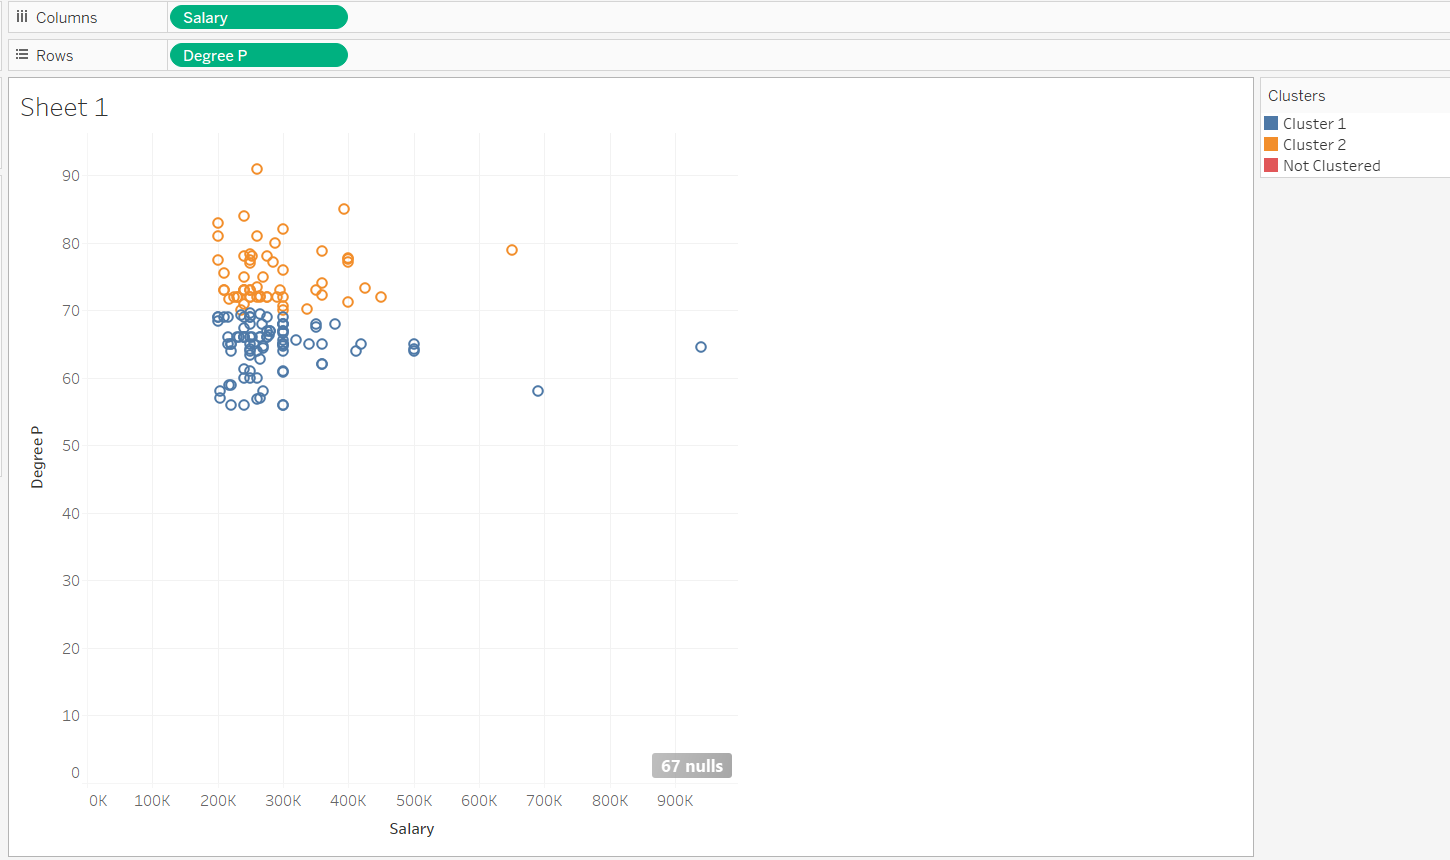 Columns
Salary
Rows
Degree P
Sheet 1
Clusters
Cluster 1
Cluster 2
Not Clustered
90
80
70
60
50
40
30
20
10
0
Degree P
67 nulls
0K 100K 200K 300K 400K 500K 600K 700K 800K 900K
Salary